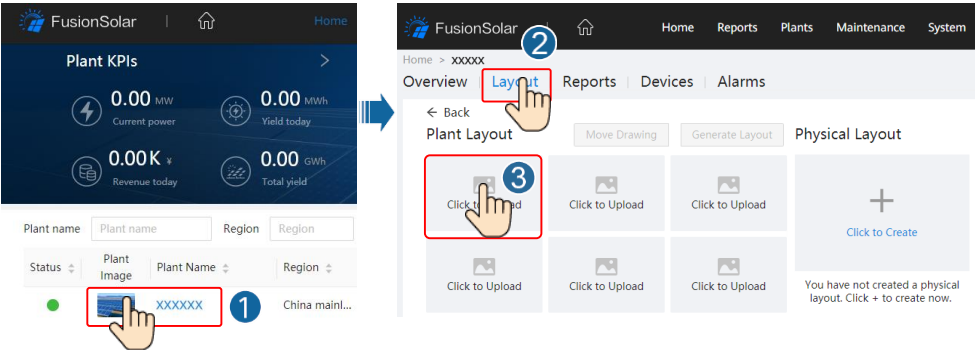 FusionSolar
Home
Plant KPIs
>
0.00 MW
Current power
0.00 MWh
Yield today
0.00K ¥
Revenue today
0.00 GWh
Total yield
Plant name
Plant name
Region
Region
Status
Plant Image
Plant Name
Region
XXXXXX
1
China mainl...
FusionSolar
2
Home
Reports
Plants
Maintenance
System
Home > XXXXX
Overview
Layout
Reports
Devices
Alarms
← Back
Plant Layout
Move Drawing
Generate Layout
Physical Layout
3
Click to Upload
Click to Upload
Click to Upload
Click to Upload
Click to Upload
Click to Upload
+
Click to Create
You have not created a physical
layout. Click + to create now.